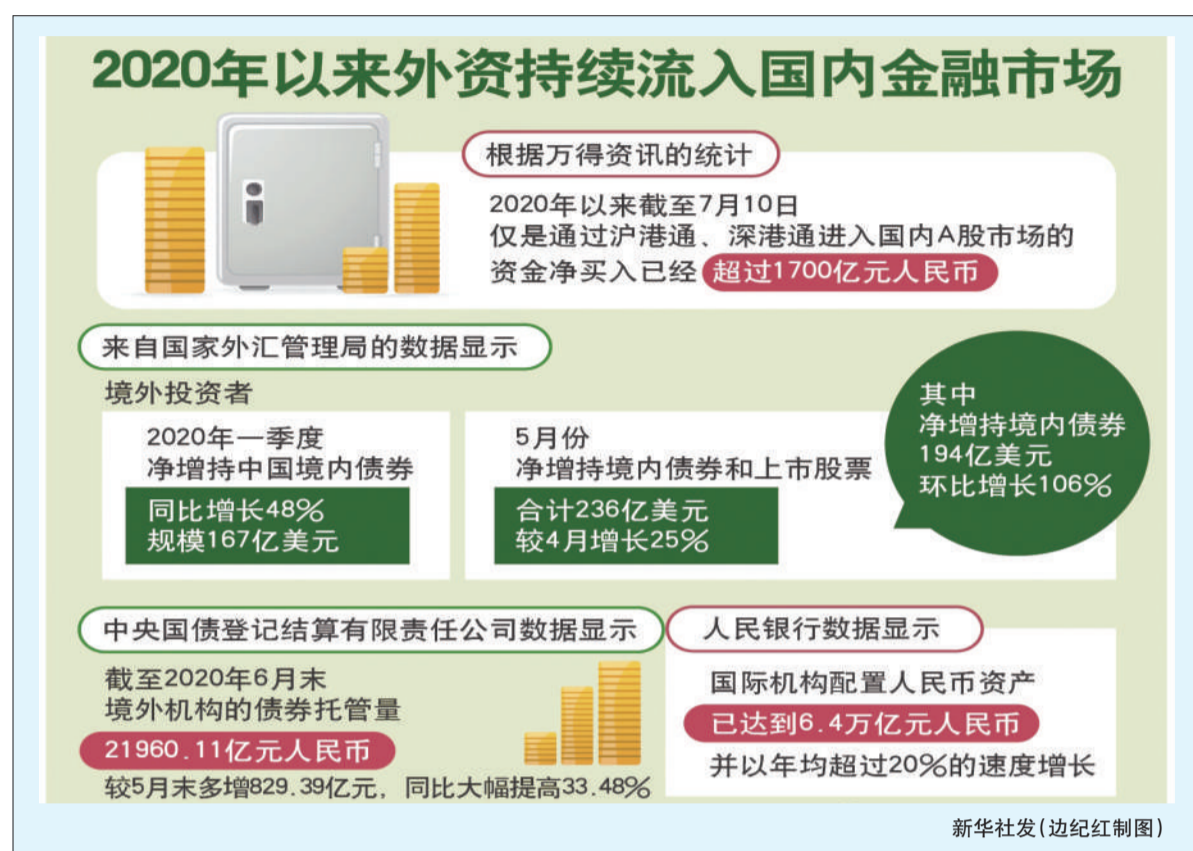 2020年以来外资持续流入国内金融市场
根据万得资讯的统计
2020年以来截至7月10日
仅是通过沪港通、深港通进入国内A股市场的
资金净买入已经 超过1700亿元人民币
来自国家外汇管理局的数据显示
境外投资者
2020年一季度
净增持中国境内债券
同比增长48%
规模167亿美元
5月份
净增持境内债券和上市股票
合计236亿美元
较4月增长25%
其中
净增持境内债券
194亿美元
环比增长106%
中央国债登记结算有限责任公司数据显示
截至2020年6月末
境外机构的债券托管量
21960.11亿元人民币
较5月末多增829.39亿元，同比大幅提高33.48%
人民银行数据显示
国际机构配置人民币资产
已达到6.4万亿元人民币
并以年均超过20%的速度增长
新华社发(边纪红制图)